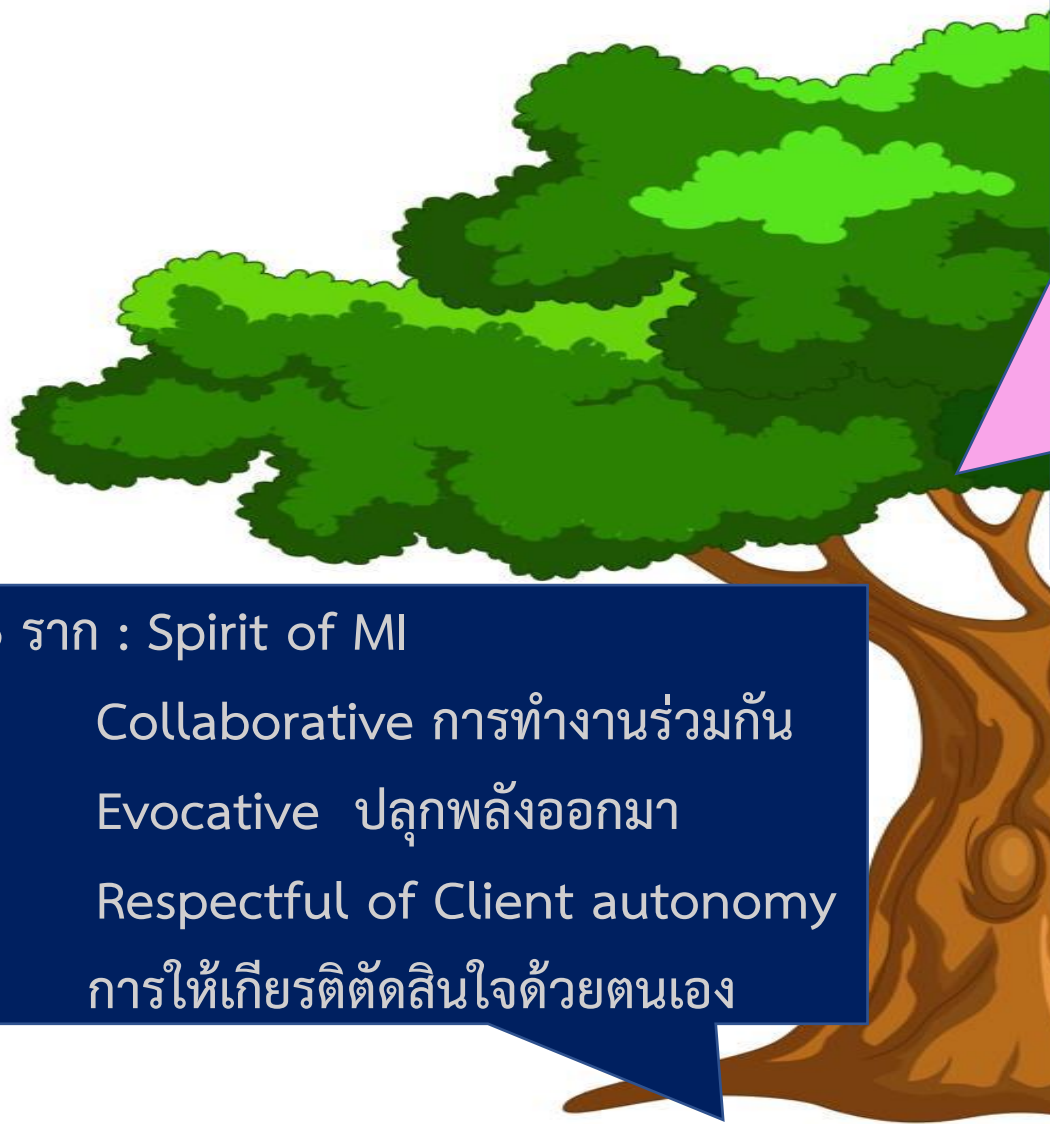 ราก : Spirit of MI
Collaborative การทำงานร่วมกัน
Evocative ปลุกพลังออกมา
Respectful of Client autonomy
การให้เกียรติตัดสินใจด้วยตนเอง